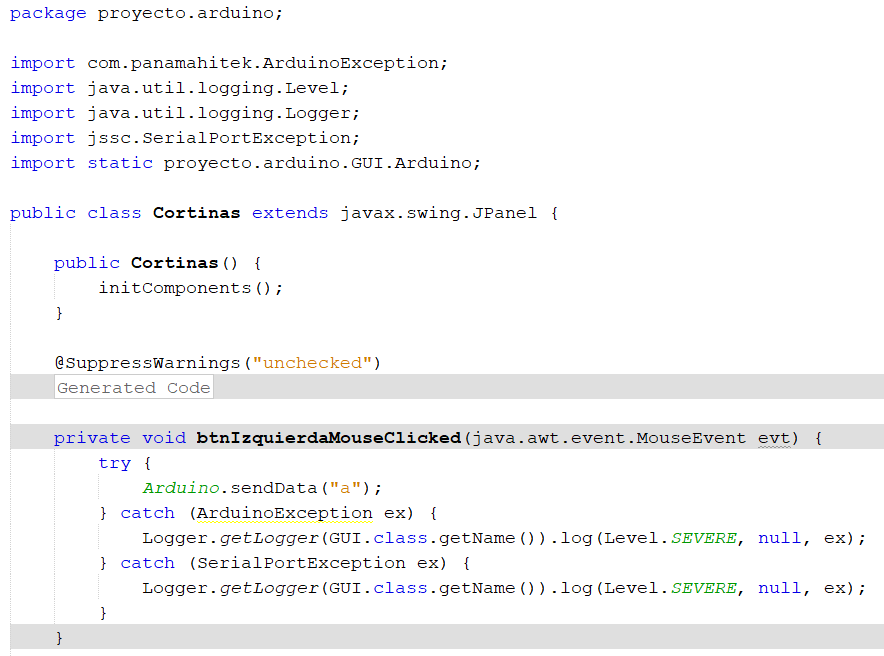 package proyecto.arduino;
import com.panamahitek.ArduinoException;
import java.util.logging.Level;
import java.util.logging.Logger;
import jssc.SerialPortException;
import static proyecto.arduino.GUI.Arduino;
public class Cortinas extends javax.swing.JPanel {
public Cortinas() {
initComponents();
}
@SuppressWarnings("unchecked")
Generated Code
private void btnIzquierdaMouseClicked(java.awt.event.MouseEvent evt) {
try {
Arduino.sendData("a");
} catch (ArduinoException ex) {
Logger.getLogger(GUI.class.getName()).log(Level.SEVERE, null, ex);
} catch (SerialPortException ex) {
Logger.getLogger(GUI.class.getName()).log(Level.SEVERE, null, ex);
}
}